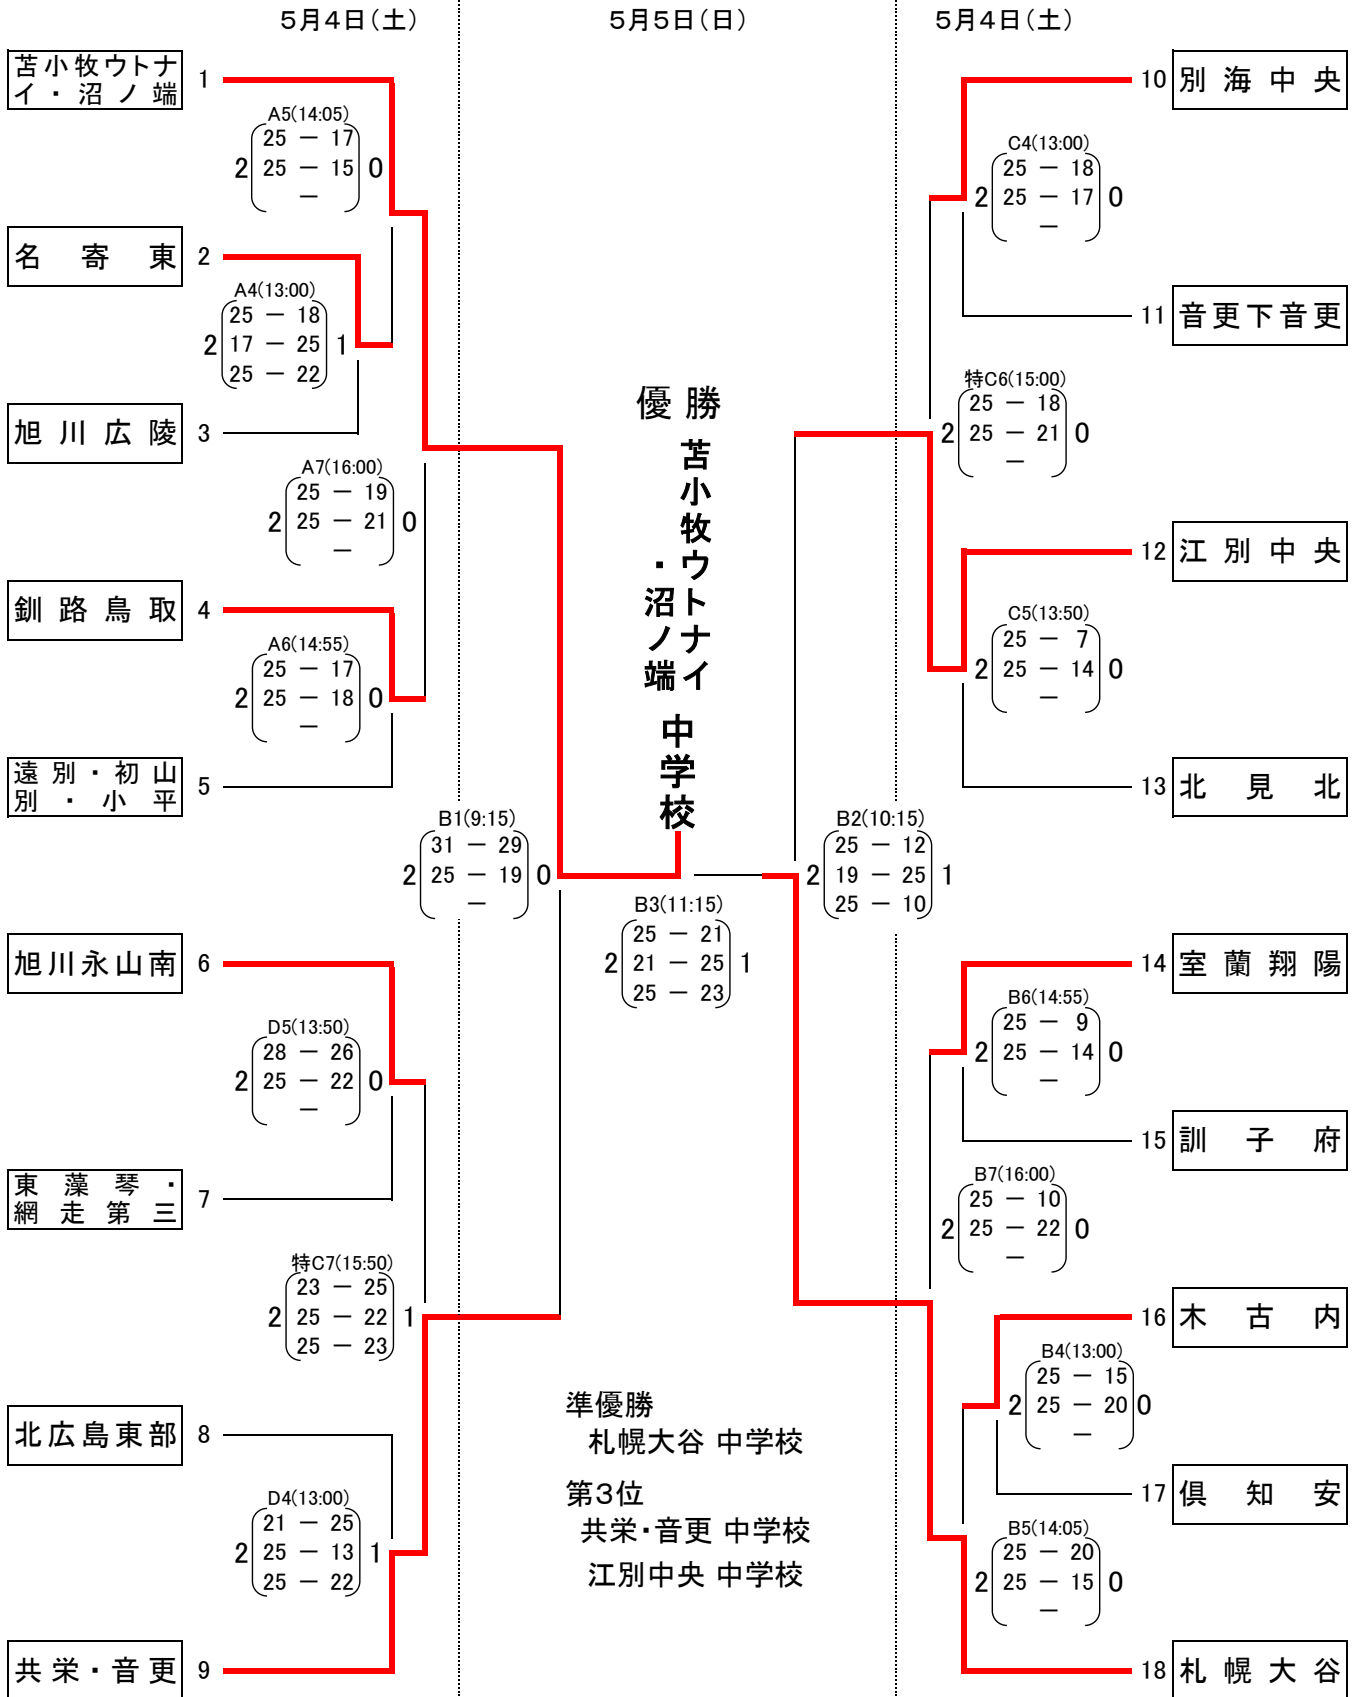 5月4日(土)
5月5日(日)
5月4日(土)
苫小牧ウトナ
イ・沼ノ端
1
A5(14:05)
25 － 17
2 25 － 15 0
－
名寄東
2
A4(13:00)
25 － 18
2 17 － 25 1
25 － 22
旭川広陵
3
A7(16:00)
25 － 19
2 25 － 21 0
－
釧路鳥取
4
A6(14:55)
25 － 17
2 25 － 18 0
－
遠別・初山
別・小平
5
B1(9:15)
31 － 29
2 25 － 19 0
－
旭川永山南
6
D5(13:50)
28 － 26
2 25 － 22 0
－
東藻琴・
網走第三
7
特C7(15:50)
23 － 25
2 25 － 22 1
25 － 23
北広島東部
8
D4(13:00)
21 － 25
2 25 － 13 1
25 － 22
共栄・音更
9
優勝
苫小牧ウトナイ
・沼ノ端
中学校
B3(11:15)
25 － 21
2 21 － 25 1
25 － 23
準優勝
札幌大谷 中学校
第3位
共栄・音更 中学校
江別中央 中学校
10
別海中央
C4(13:00)
25 － 18
2 25 － 17 0
－
11
音更下音更
特C6(15:00)
25 － 18
2 25 － 21 0
－
12
江別中央
C5(13:50)
25 － 7
2 25 － 14 0
－
13
北見北
B2(10:15)
25 － 12
2 19 － 25 1
25 － 10
14
室蘭翔陽
B6(14:55)
25 － 9
2 25 － 14 0
－
15
訓子府
B7(16:00)
25 － 10
2 25 － 22 0
－
16
木古内
B4(13:00)
25 － 15
2 25 － 20 0
－
17
倶知安
B5(14:05)
25 － 20
2 25 － 15 0
－
18
札幌大谷